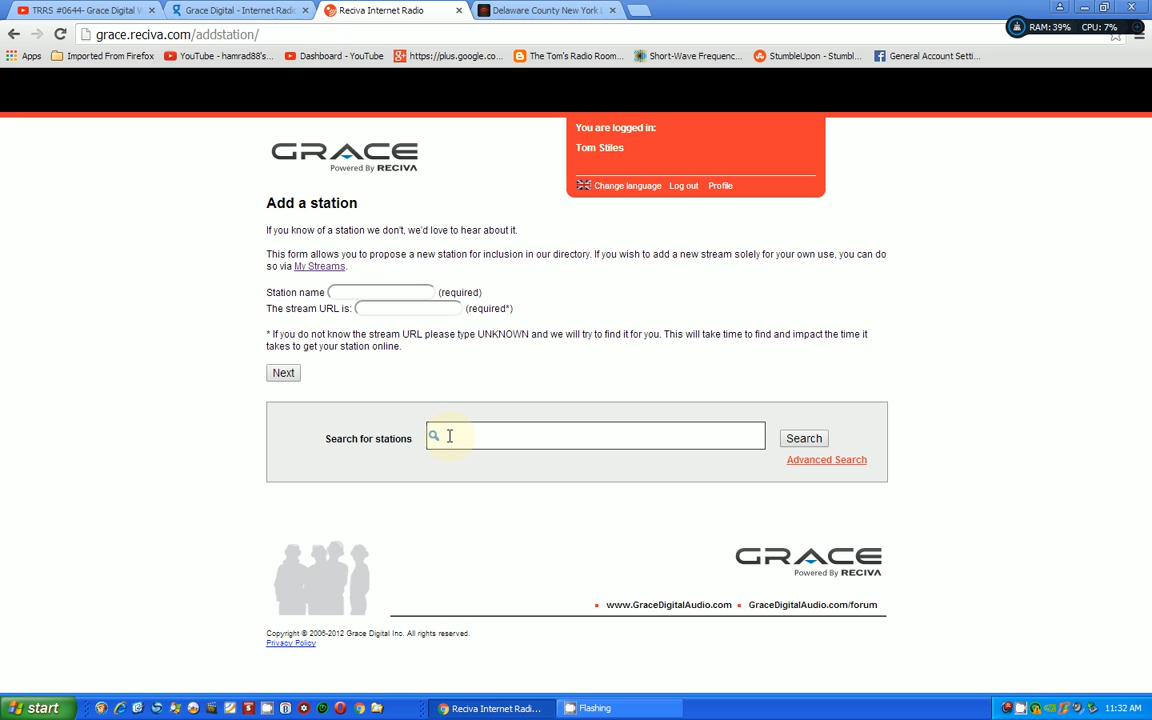 TRRS #0644- Grace Digital W
Grace Digital - Internet Radio
Reciva Internet Radio
Delaware County New York L
grace.reciva.com/addstation/
RAM: 39% CPU: 7%
Apps
Imported From Firefox
YouTube - hamrad88's...
Dashboard - YouTube
https://plus.google.co...
The Tom's Radio Room...
Short-Wave Frequenc...
StumbleUpon - Stumbl...
General Account Setti...
You are logged in:
GRACE
Tom Stiles
Powered By RECIVA
Change language Log out Profile
Add a station
If you know of a station we don't, we'd love to hear about it.
This form allows you to propose a new station for inclusion in our directory. If you wish to add a new stream solely for your own use, you can do
so via My Streams.
Station name (required)
The stream URL is: (required*)
* If you do not know the stream URL please type UNKNOWN and we will try to find it for you. This will take time to find and impact the time it
takes to get your station online.
Next
Search for stations Search
Advanced Search
GRACE
Powered By RECIVA
www.GraceDigitalAudio.com GraceDigitalAudio.com/forum
Copyright © 2006-2012 Grace Digital Inc. All rights reserved.
Privacy Policy
start
Reciva Internet Radi...
Flashing
11:32 AM